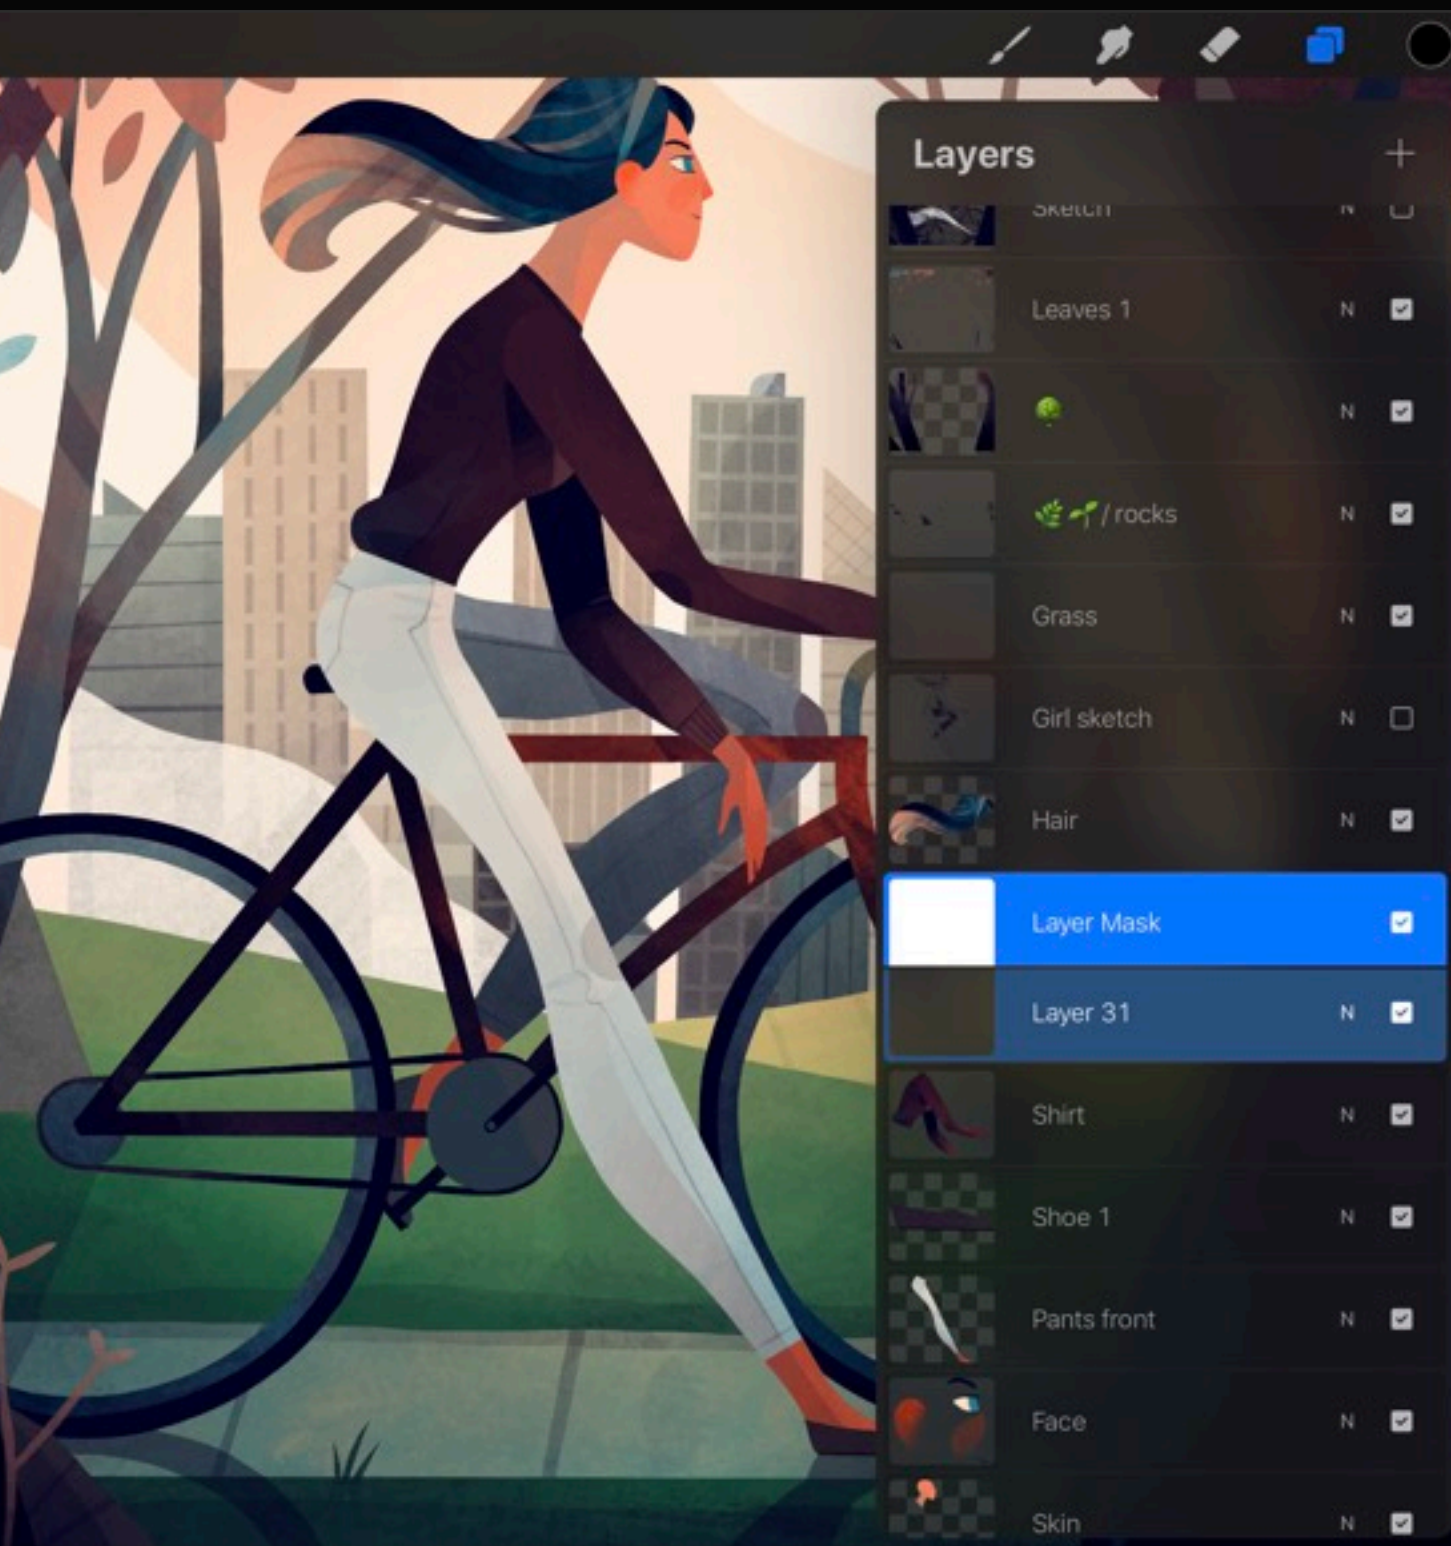 Layers
Sketch N
Leaves 1 N
🌳 N
🌿🌱/ rocks N
Grass N
Girl sketch N
Hair N
Layer Mask
Layer 31 N
Shirt N
Shoe 1 N
Pants front N
Face N
Skin N